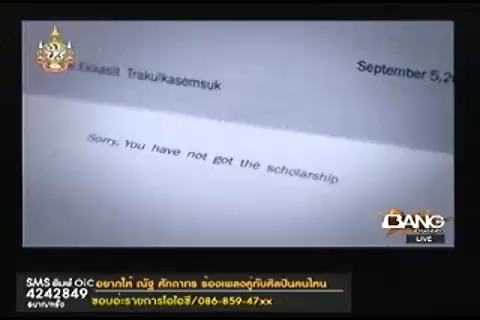 .Ekkasit Trakulkasemsuk
September 5,2
Sorry, You have not got the scholarship
BANG
CHANNEL
LIVE
SMS พิมพ์ OIC อยากให้ ณัฐ ศักดาทร ร้องเพลงคู่กับศิลปินคนไหน
4242849 ชอบอะรายการโอไอซี/086-859-47xx